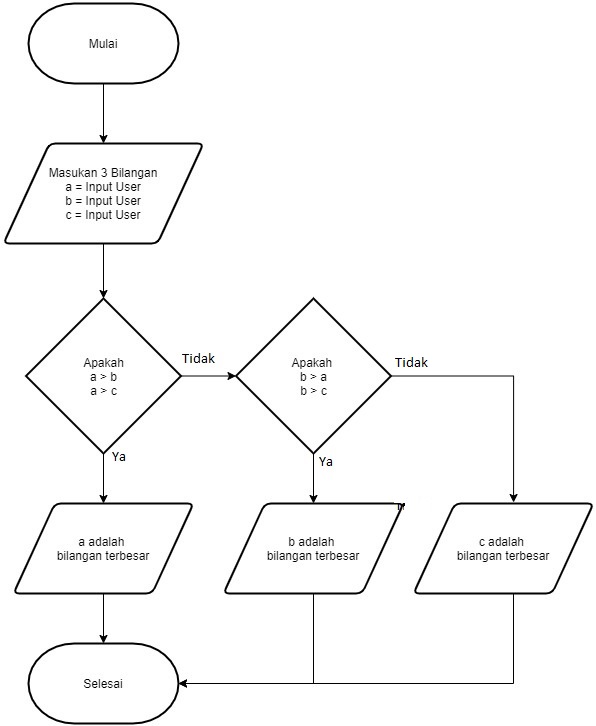 Mulai
Masukan 3 Bilangan
a = Input User
b = Input User
c = Input User
Apakah
a > b
a > c
Tidak
Apakah
b > a
b > c
Tidak
Ya
Ya
a adalah
bilangan terbesar
b adalah
bilangan terbesar
c adalah
bilangan terbesar
Selesai